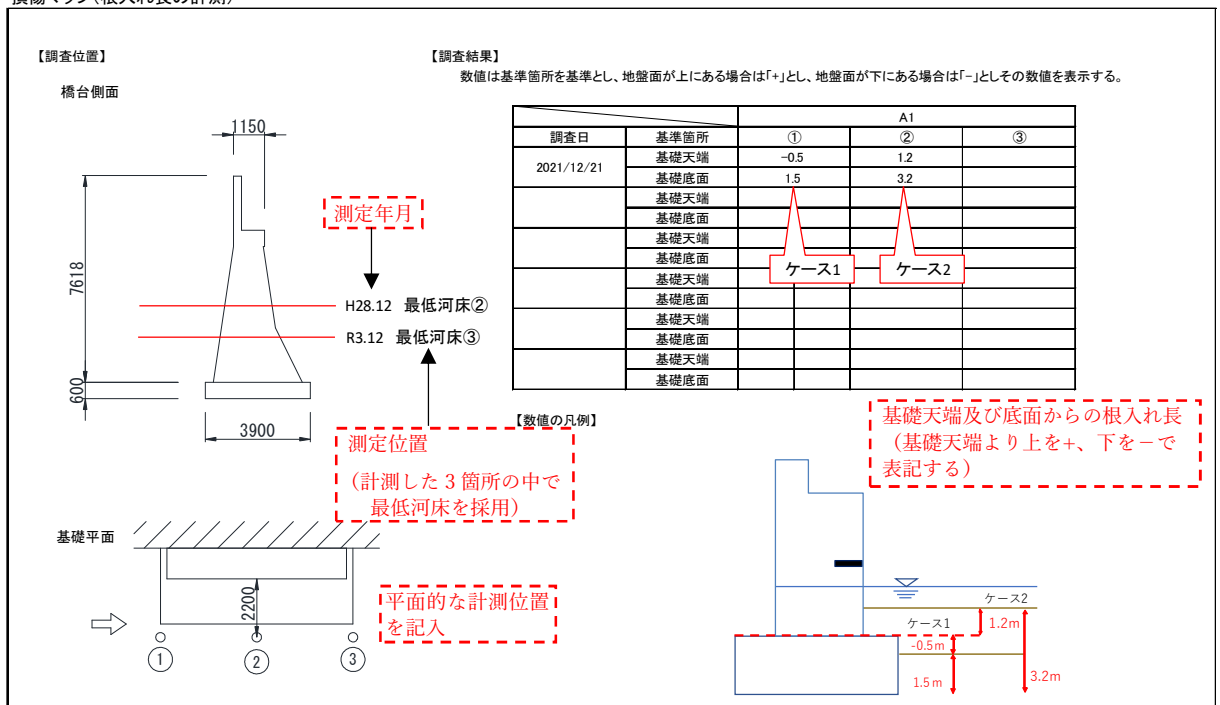 損傷マップ(根入れ長の計測)
【調査位置】
橋台側面
1150
7618
600
3900
測定年月
H28.12 最低河床②
R3.12 最低河床③
測定位置
(計測した3箇所の中で
最低河床を採用)
基礎平面
2200
① ② ③
平面的な計測位置
を記入
【調査結果】
数値は基準箇所を基準とし、地盤面が上にある場合は「+」とし、地盤面が下にある場合は「-」としその数値を表示する。
A1
調査日 基準箇所 ① ② ③
2021/12/21 基礎天端 -0.5 1.2
基礎底面 1.5 3.2
基礎天端
基礎底面
基礎天端
基礎底面
ケース1 ケース2
基礎天端
基礎底面
基礎天端
基礎底面
基礎天端
基礎底面
【数値の凡例】
基礎天端及び底面からの根入れ長
(基礎天端より上を+、下を-で
表記する)
ケース2
ケース1
1.2m
-0.5m
1.5m
3.2m